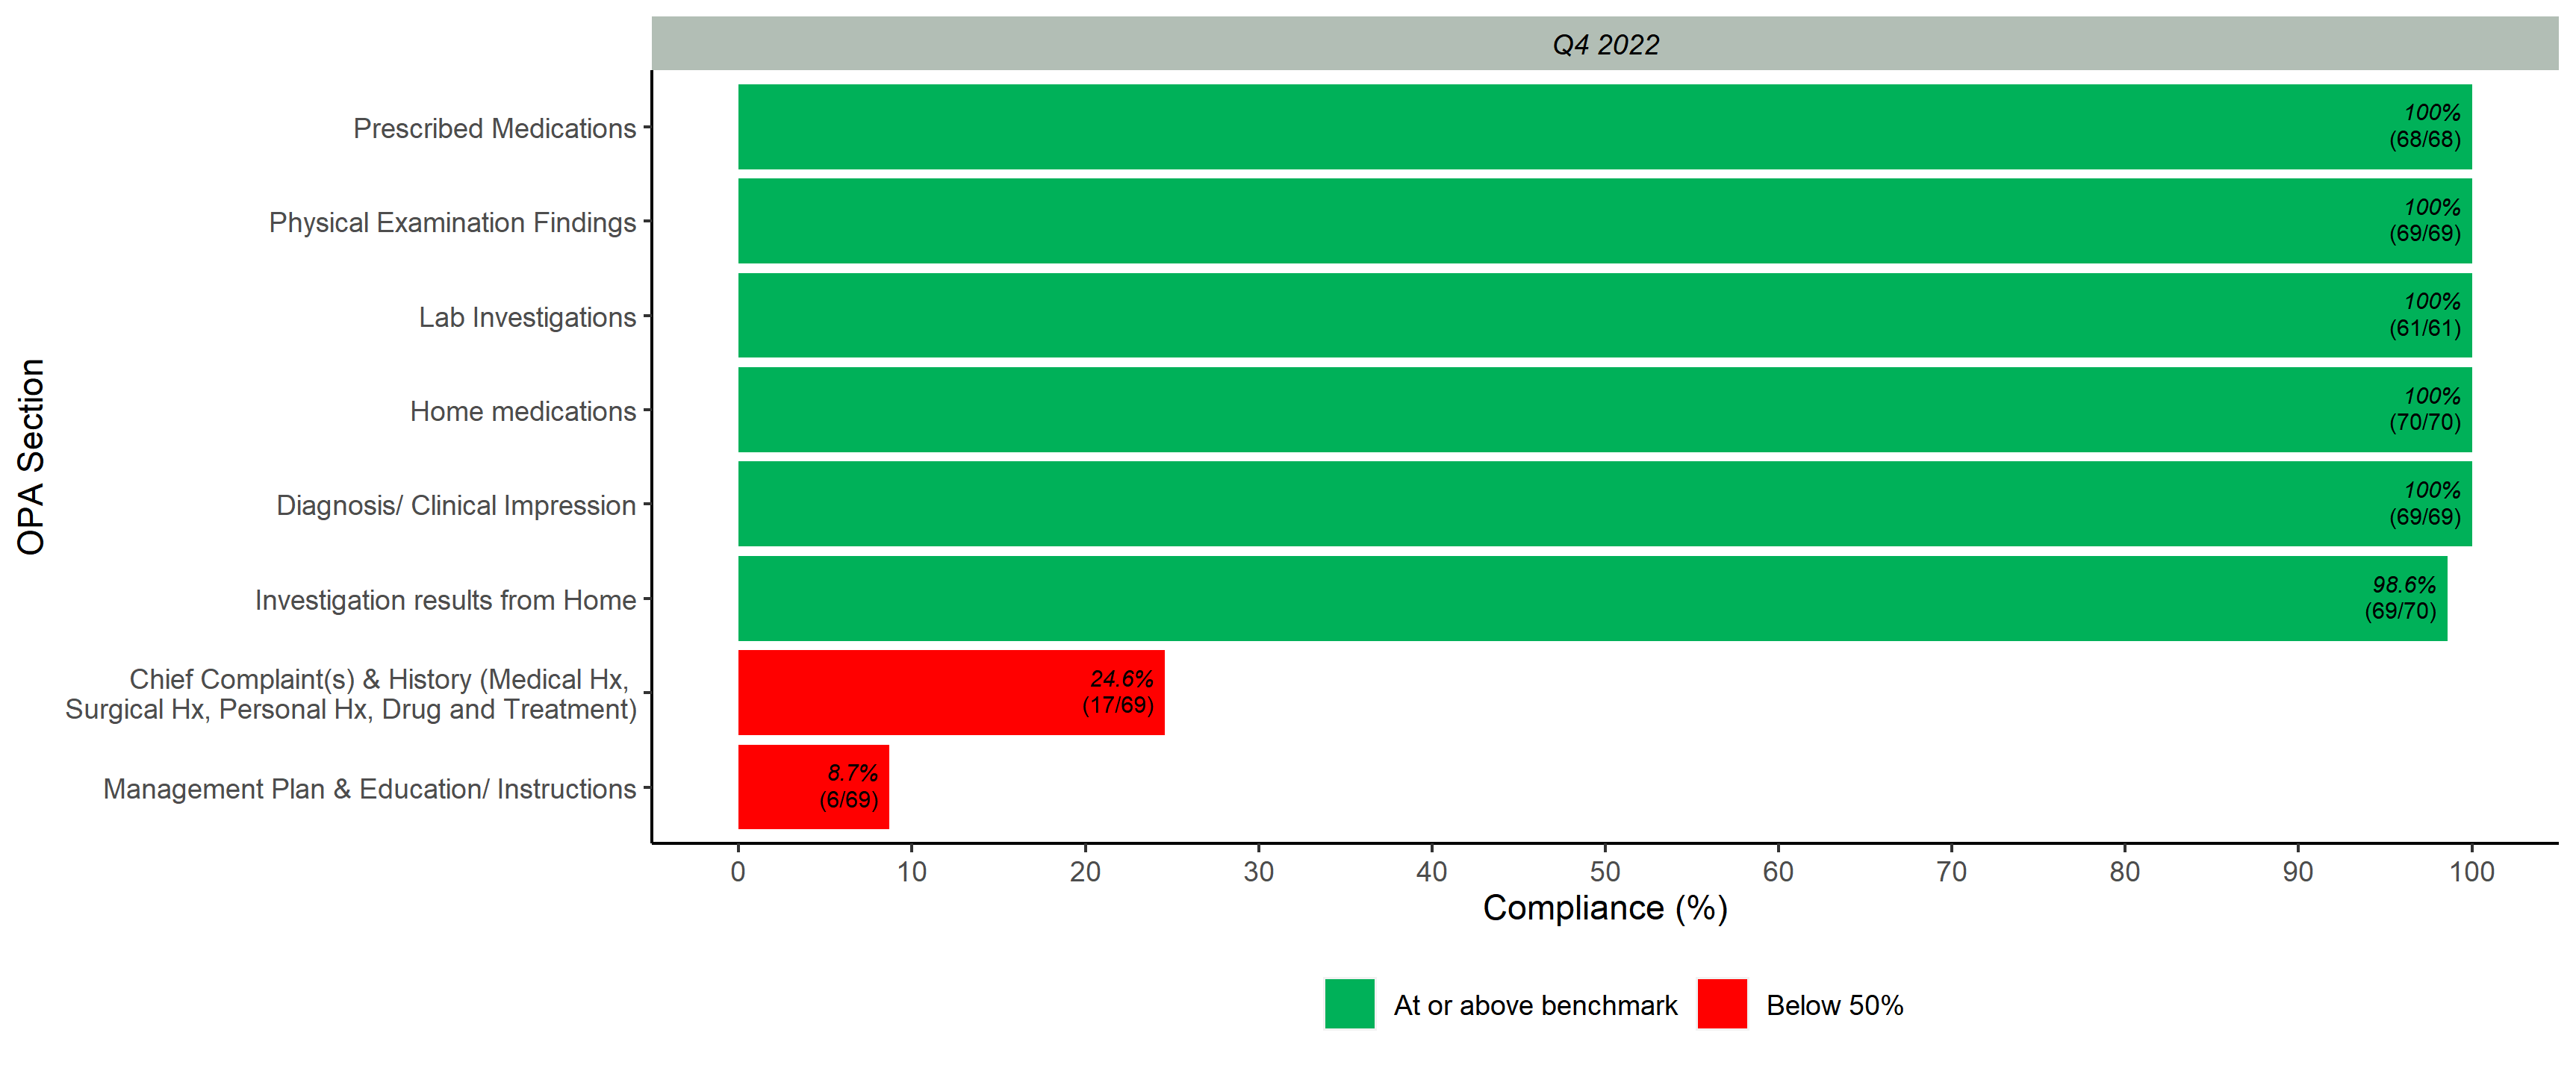 Q4 2022
OPA Section
Prescribed Medications
100%
(68/68)
Physical Examination Findings
100%
(69/69)
Lab Investigations
100%
(61/61)
Home medications
100%
(70/70)
Diagnosis/ Clinical Impression
100%
(69/69)
Investigation results from Home
98.6%
(69/70)
Chief Complaint(s) & History (Medical Hx,
Surgical Hx, Personal Hx, Drug and Treatment)
24.6%
(17/69)
Management Plan & Education/ Instructions
8.7%
(6/69)
0 10 20 30 40 50 60 70 80 90 100
Compliance (%)
At or above benchmark
Below 50%